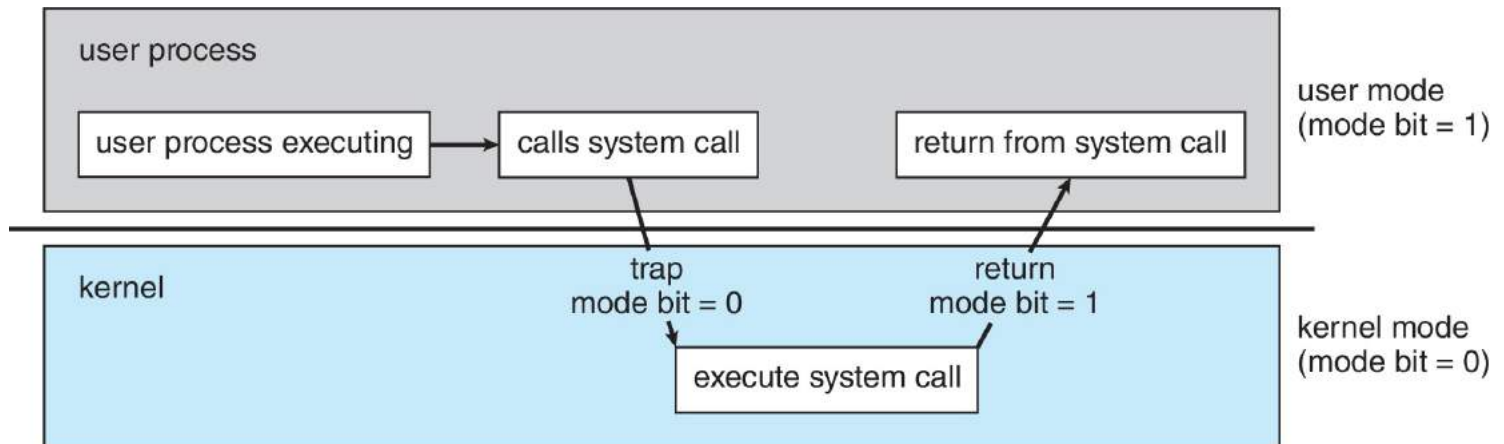 user process
user process executing
calls system call
return from system call
user mode
(mode bit = 1)
kernel
trap
mode bit = 0
return
mode bit = 1
execute system call
kernel mode
(mode bit = 0)